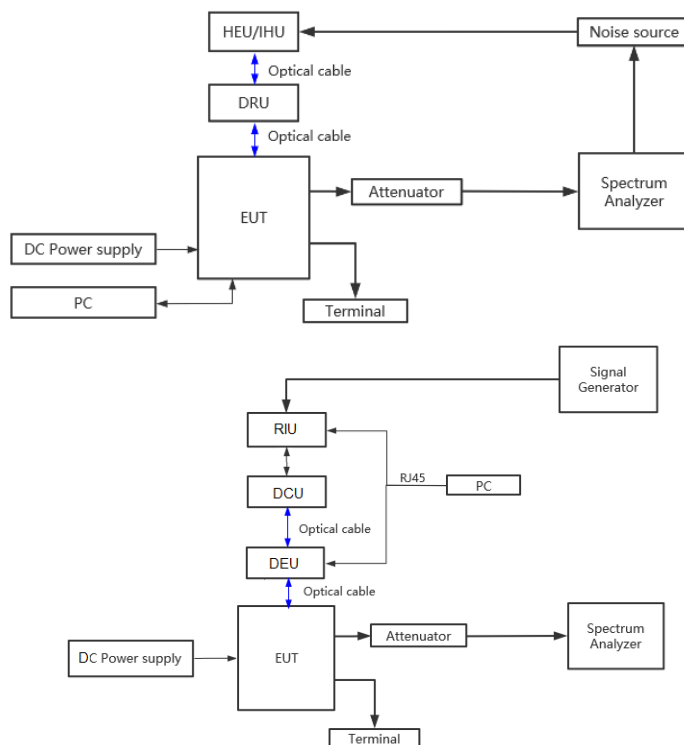 HEU/IHU
Noise source
Optical cable
DRU
Optical cable
EUT
Attenuator
Spectrum
Analyzer
DC Power supply
PC
Terminal
Signal
Generator
RIU
RJ45
PC
DCU
Optical cable
DEU
Optical cable
EUT
Attenuator
Spectrum
Analyzer
DC Power supply
Terminal